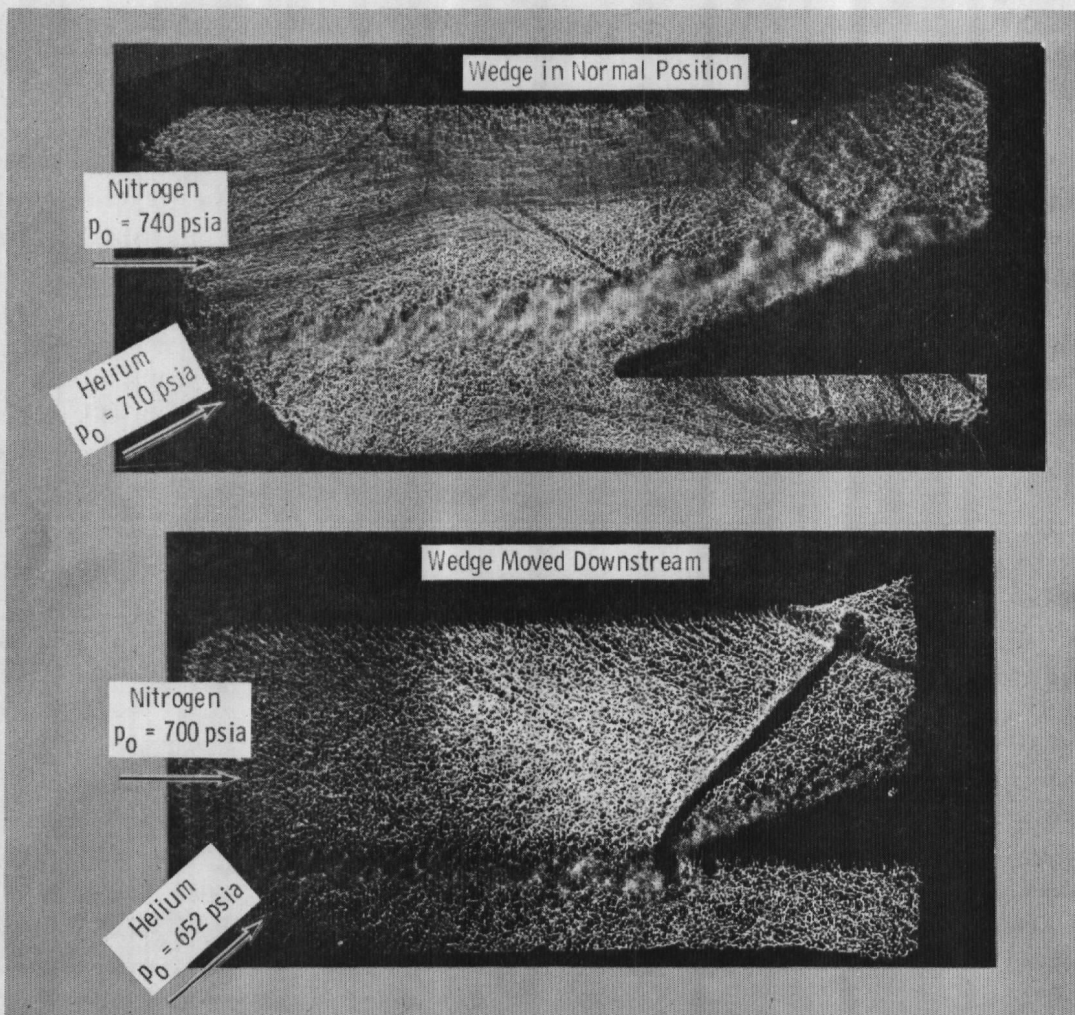 Wedge in Normal Position
Nitrogen
p₀ = 740 psia
Helium
p₀ = 710 psia
Wedge Moved Downstream
Nitrogen
p₀ = 700 psia
Helium
p₀ = 652 psia